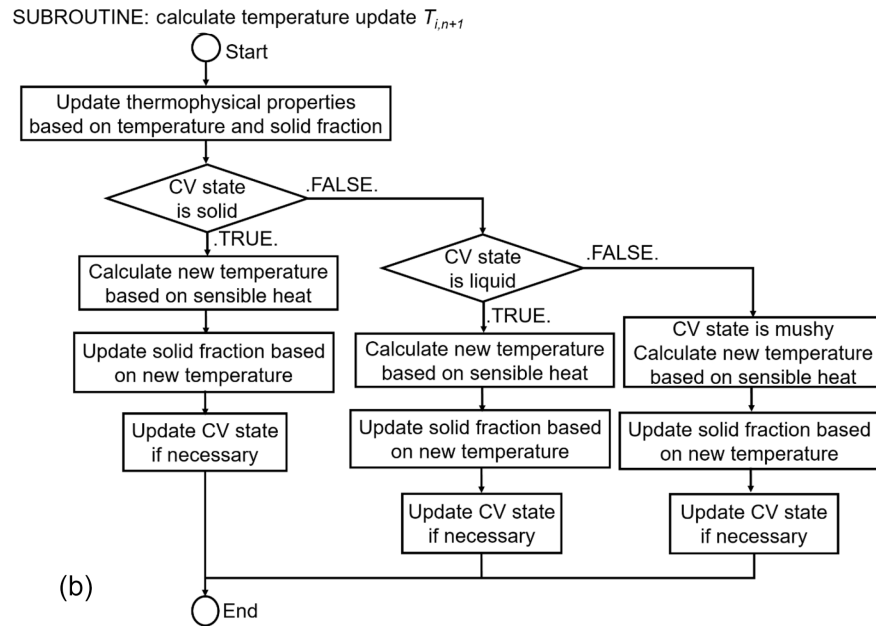 SUBROUTINE: calculate temperature update T_{i,n+1}
Start
Update thermophysical properties
based on temperature and solid fraction
CV state
is solid
.FALSE.
.TRUE.
Calculate new temperature
based on sensible heat
Update solid fraction based
on new temperature
Update CV state
if necessary
CV state
is liquid
.FALSE.
.TRUE.
Calculate new temperature
based on sensible heat
Update solid fraction based
on new temperature
Update CV state
if necessary
CV state is mushy
Calculate new temperature
based on sensible heat
Update solid fraction based
on new temperature
Update CV state
if necessary
(b)
End